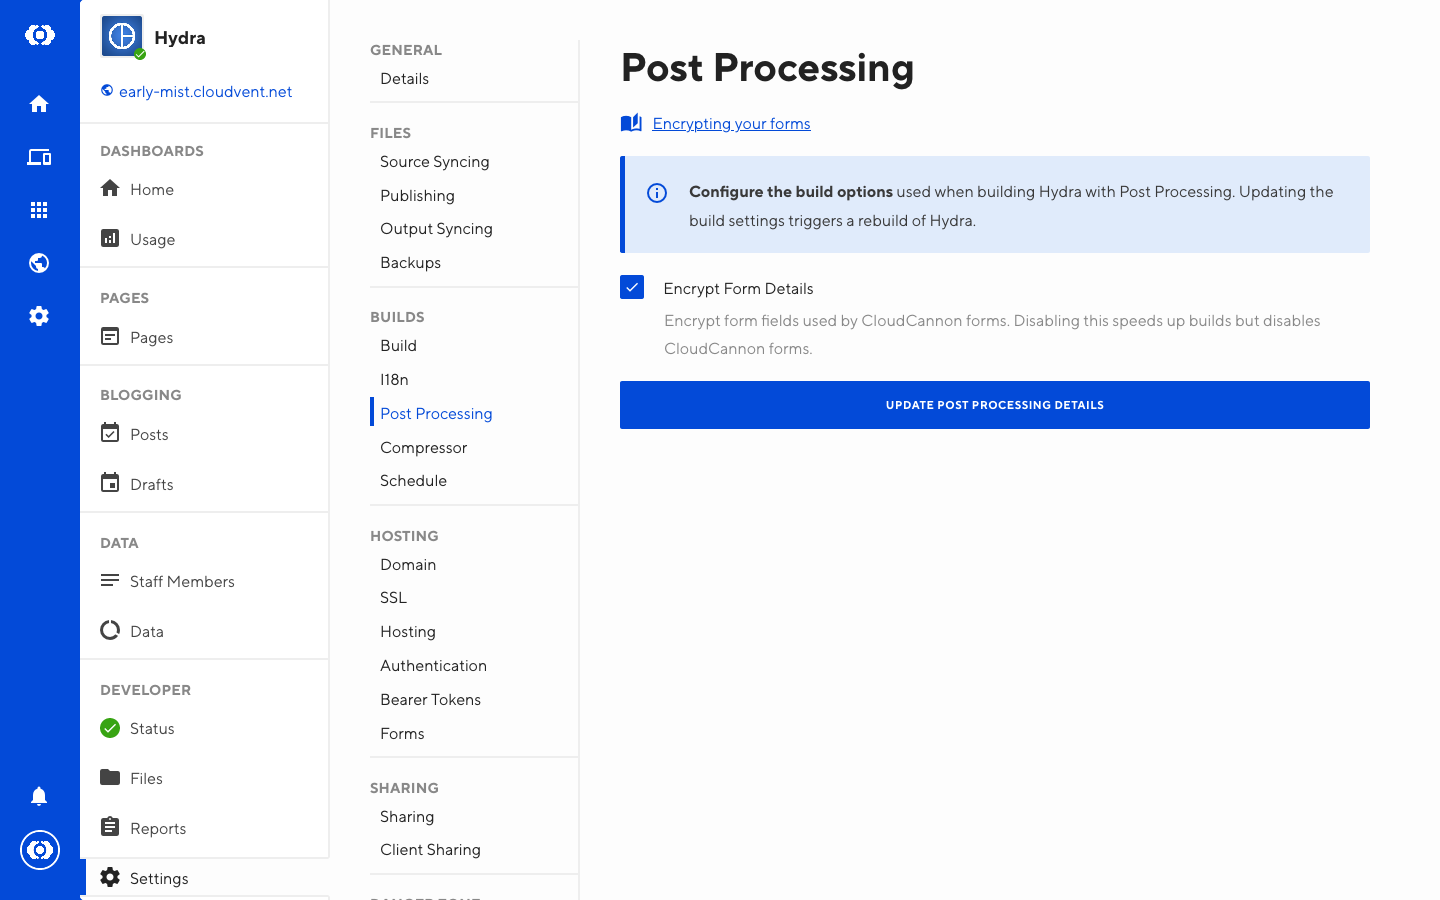 Hydra
early-mist.cloudvent.net
DASHBOARDS
Home
Usage
PAGES
Pages
BLOGGING
Posts
Drafts
DATA
Staff Members
Data
DEVELOPER
Status
Files
Reports
Settings
GENERAL
Details
FILES
Source Syncing
Publishing
Output Syncing
Backups
BUILDS
Build
I18n
Post Processing
Compressor
Schedule
HOSTING
Domain
SSL
Hosting
Authentication
Bearer Tokens
Forms
SHARING
Sharing
Client Sharing
DANGER ZONE
Post Processing
Encrypting your forms
Configure the build options used when building Hydra with Post Processing. Updating the
build settings triggers a rebuild of Hydra.
Encrypt Form Details
Encrypt form fields used by CloudCannon forms. Disabling this speeds up builds but disables
CloudCannon forms.
UPDATE POST PROCESSING DETAILS